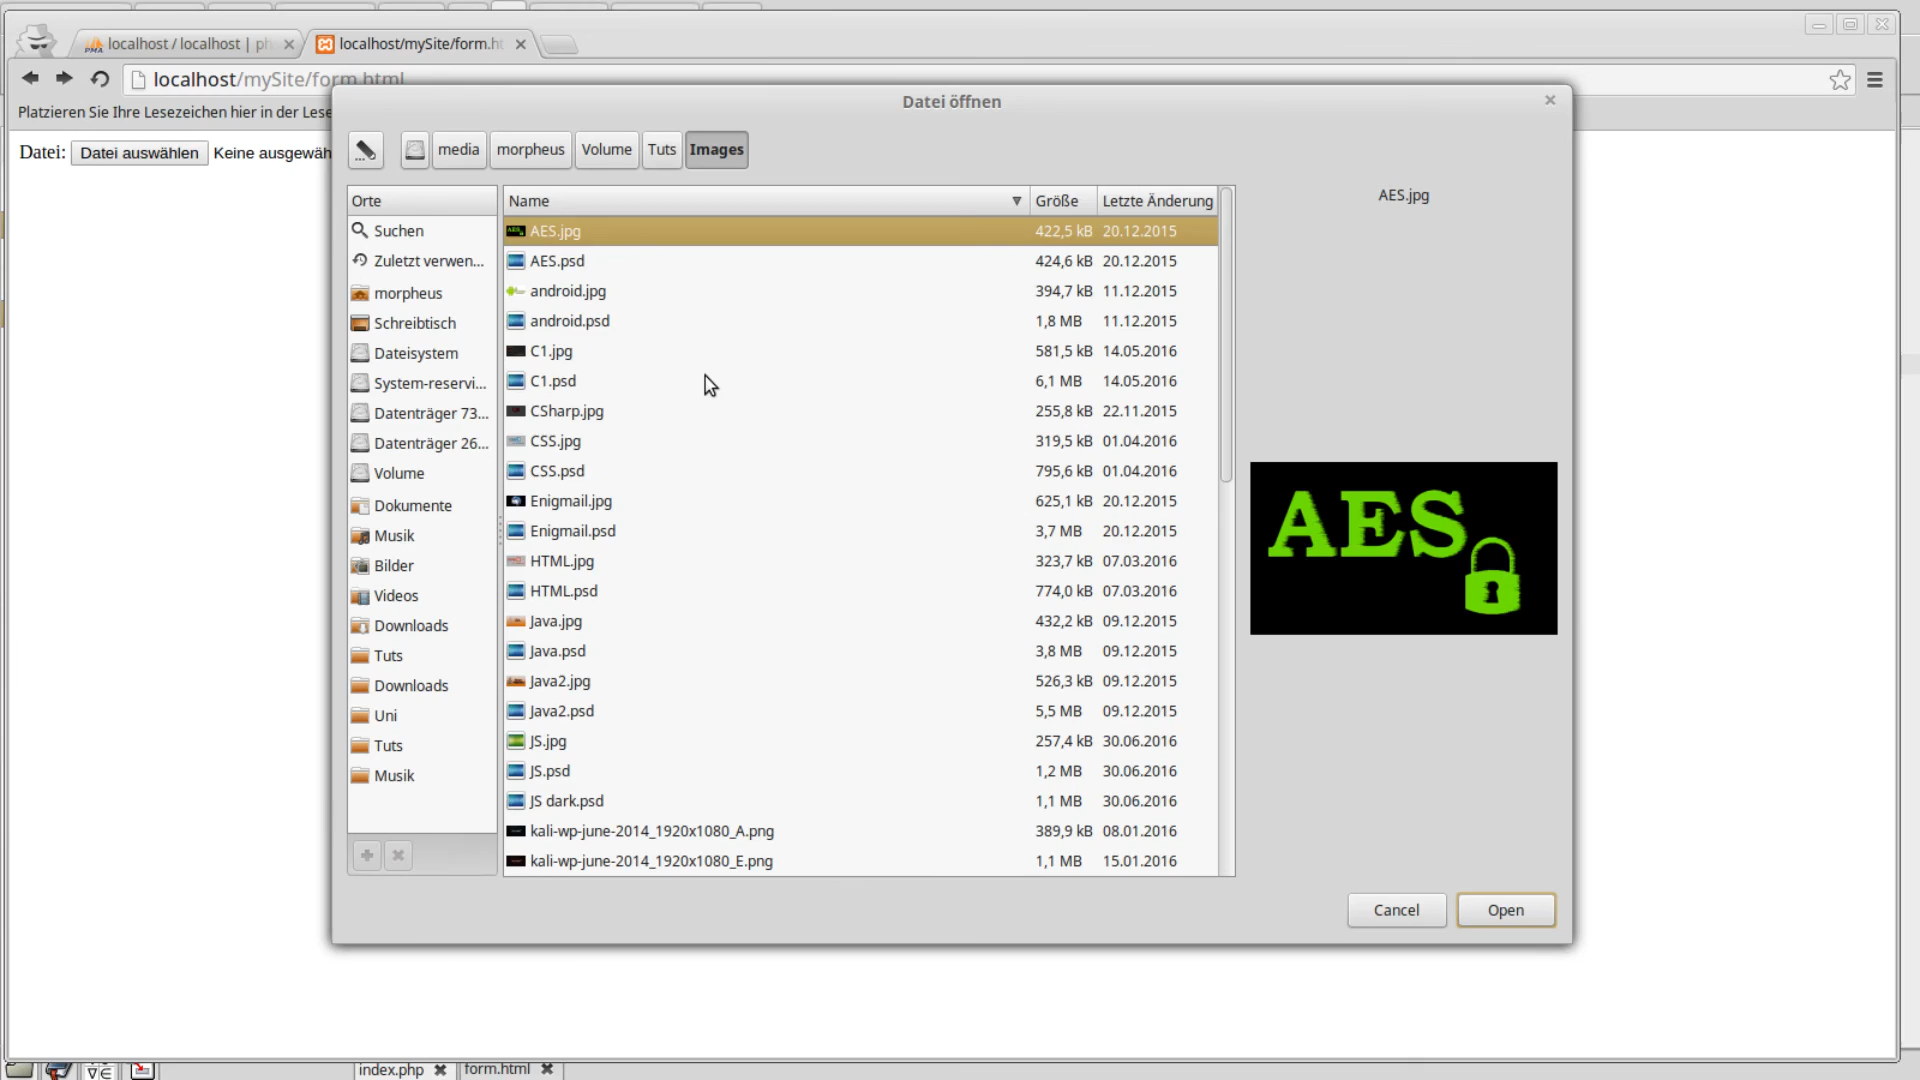 localhost / localhost | ph
localhost/mySite/form.ht
localhost/mySite/form.html
Platzieren Sie Ihre Lesezeichen hier in der Lese
Datei: Datei auswählen Keine ausgewäh
Datei öffnen
media morpheus Volume Tuts Images
Orte
Suchen
Zuletzt verwen...
morpheus
Schreibtisch
Dateisystem
System-reservi...
Datenträger 73...
Datenträger 26...
Volume
Dokumente
Musik
Bilder
Videos
Downloads
Tuts
Downloads
Uni
Tuts
Musik
Name Größe Letzte Änderung
AES.jpg 422,5 kB 20.12.2015
AES.psd 424,6 kB 20.12.2015
android.jpg 394,7 kB 11.12.2015
android.psd 1,8 MB 11.12.2015
C1.jpg 581,5 kB 14.05.2016
C1.psd 6,1 MB 14.05.2016
CSharp.jpg 255,8 kB 22.11.2015
CSS.jpg 319,5 kB 01.04.2016
CSS.psd 795,6 kB 01.04.2016
Enigmail.jpg 625,1 kB 20.12.2015
Enigmail.psd 3,7 MB 20.12.2015
HTML.jpg 323,7 kB 07.03.2016
HTML.psd 774,0 kB 07.03.2016
Java.jpg 432,2 kB 09.12.2015
Java.psd 3,8 MB 09.12.2015
Java2.jpg 526,3 kB 09.12.2015
Java2.psd 5,5 MB 09.12.2015
JS.jpg 257,4 kB 30.06.2016
JS.psd 1,2 MB 30.06.2016
JS dark.psd 1,1 MB 30.06.2016
kali-wp-june-2014_1920x1080_A.png 389,9 kB 08.01.2016
kali-wp-june-2014_1920x1080_E.png 1,1 MB 15.01.2016
AES.jpg
AES
Cancel Open
index.php form.html